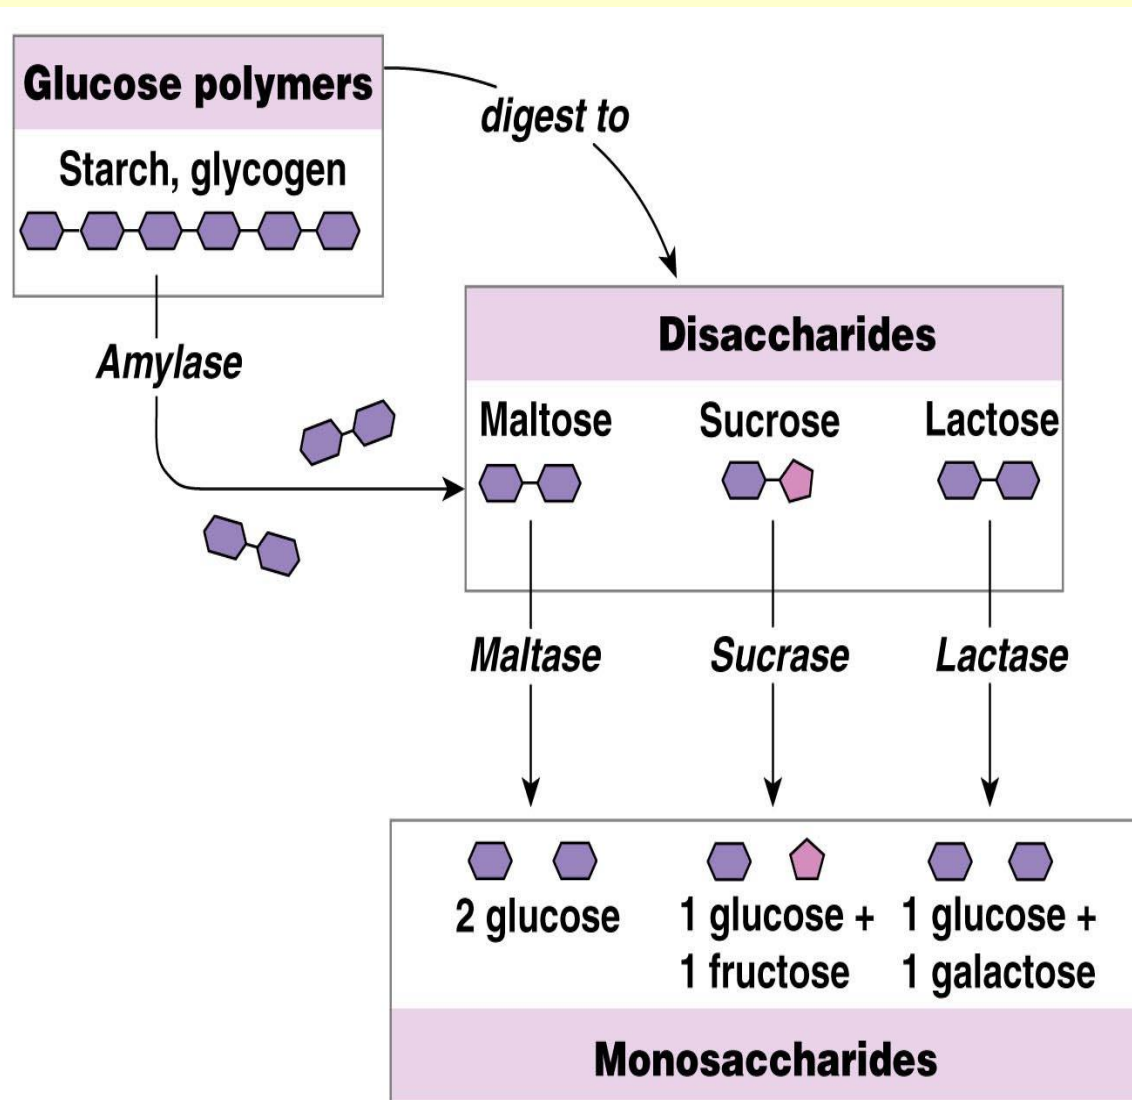 Glucose polymers
digest to
Starch, glycogen
Amylase
Disaccharides
Maltose Sucrose Lactose
Maltase Sucrase Lactase
2 glucose
1 glucose +
1 fructose
1 glucose +
1 galactose
Monosaccharides